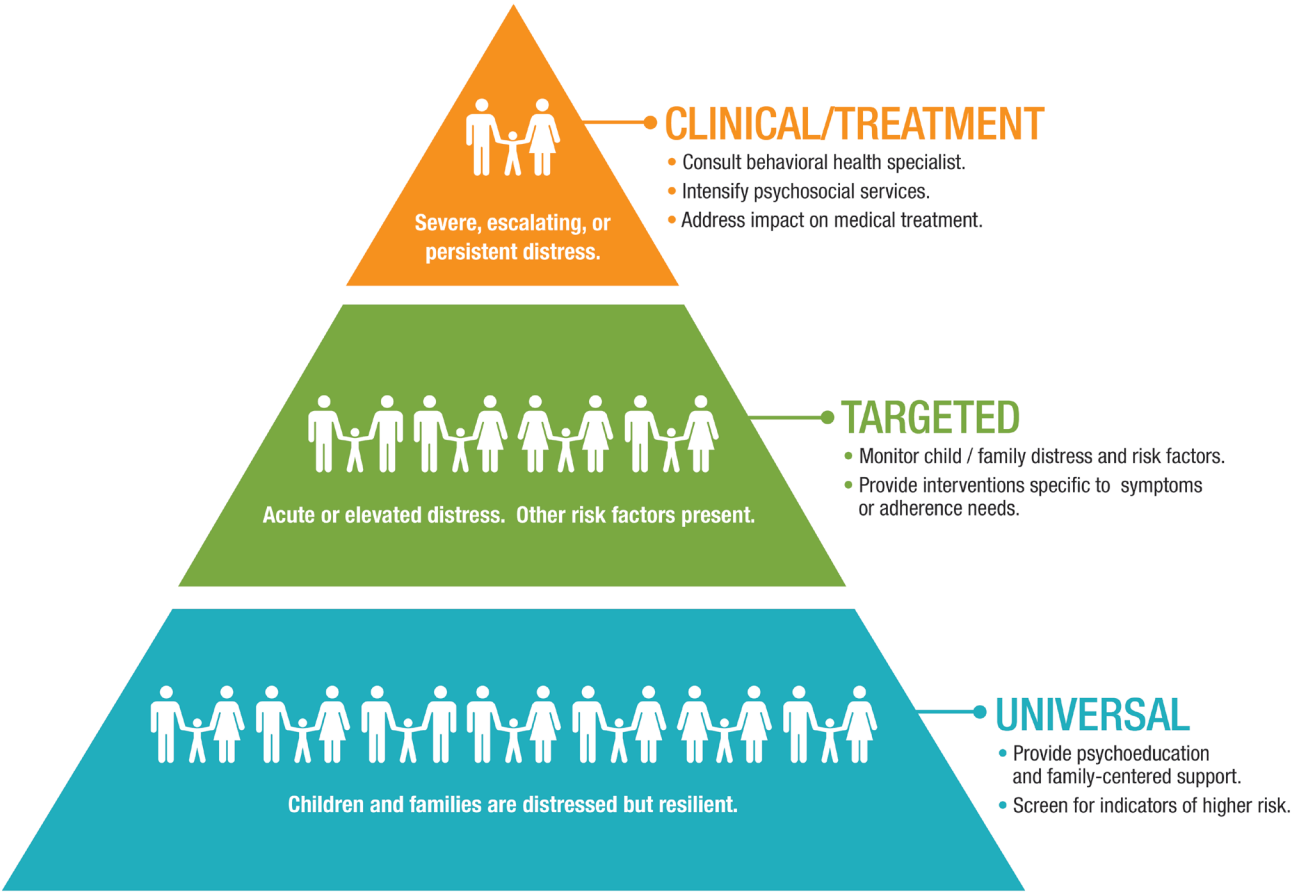 CLINICAL/TREATMENT
• Consult behavioral health specialist.
• Intensify psychosocial services.
• Address impact on medical treatment.
Severe, escalating, or
persistent distress.
TARGETED
• Monitor child / family distress and risk factors.
• Provide interventions specific to  symptoms
or adherence needs.
Acute or elevated distress.  Other risk factors present.
UNIVERSAL
• Provide psychoeducation
and family-centered support.
• Screen for indicators of higher risk.
Children and families are distressed but resilient.